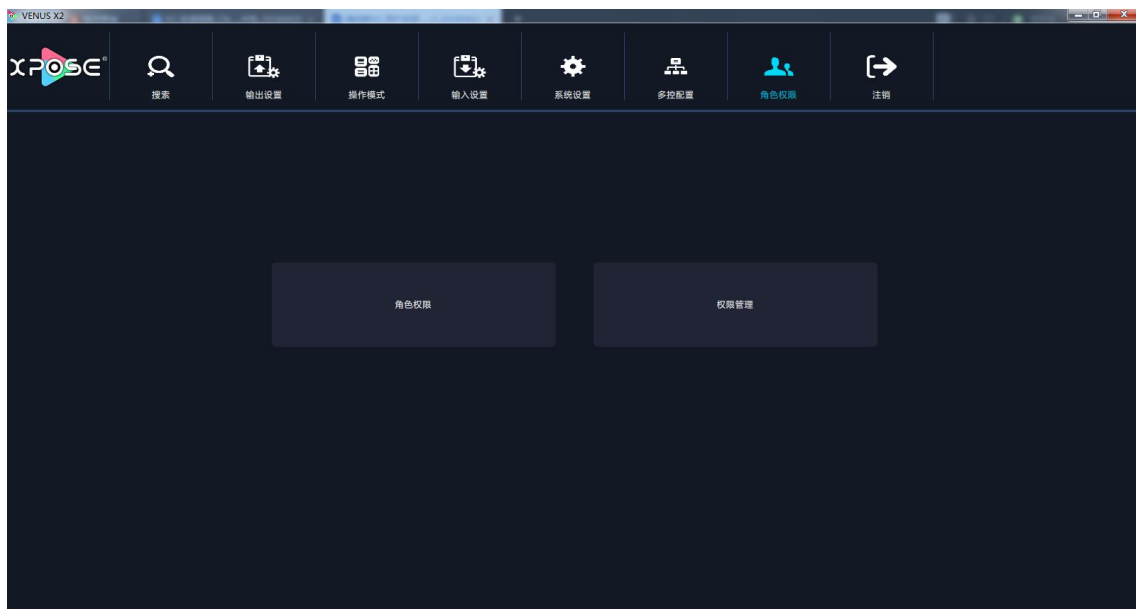 VENUS X2
XPOSE®
搜索
输出设置
操作模式
输入设置
系统设置
多控配置
角色权限
注销
角色权限
权限管理